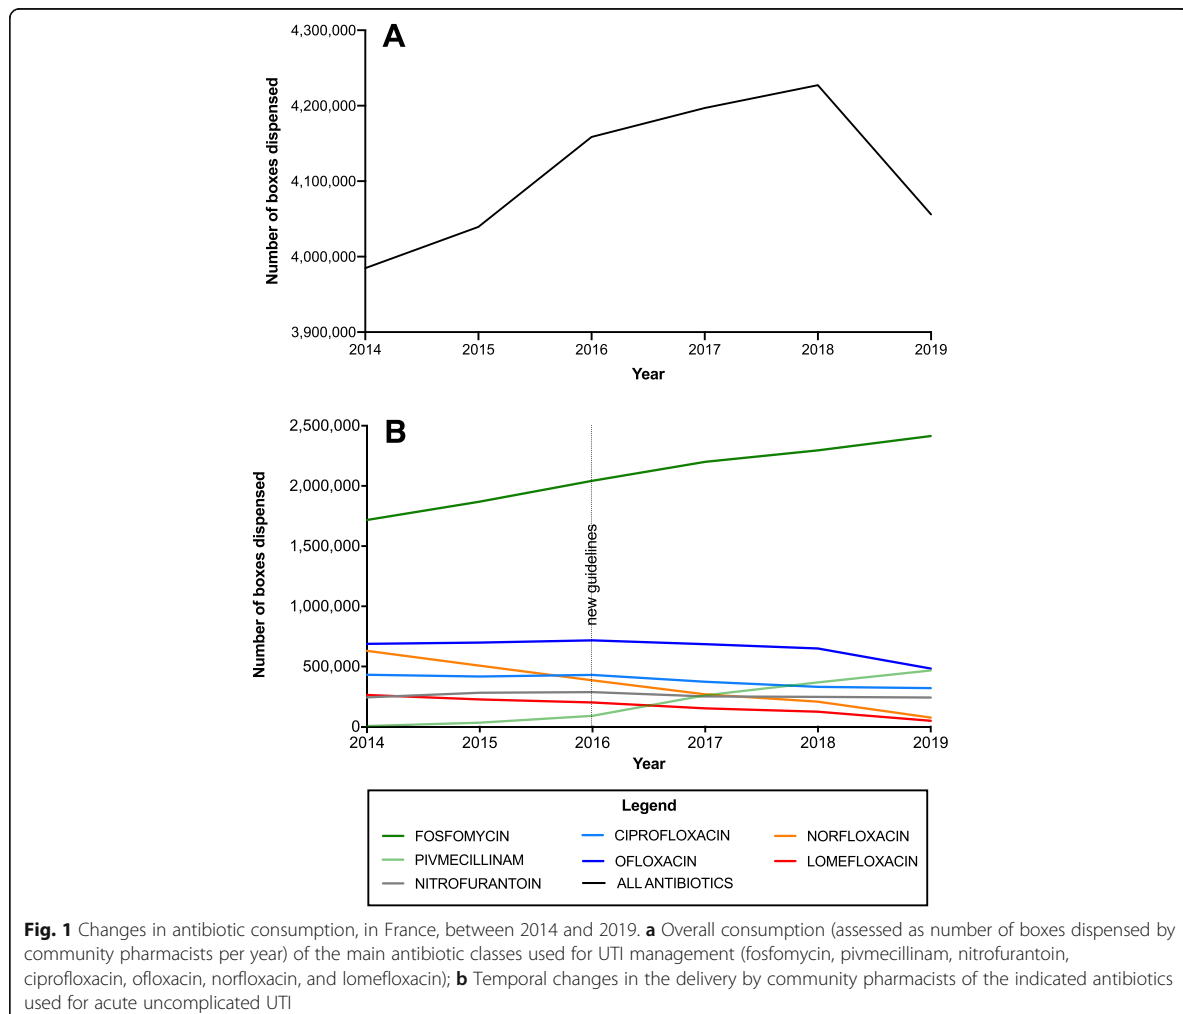 A
4,300,000
4,200,000
4,100,000
4,000,000
3,900,000
Number of boxes dispensed
2014 2015 2016 2017 2018 2019
Year
B
2,500,000
2,000,000
1,500,000
1,000,000
500,000
0
Number of boxes dispensed
new guidelines
2014 2015 2016 2017 2018 2019
Year
Legend
FOSFOMYCIN CIPROFLOXACIN NORFLOXACIN
PIVMECILLINAM OFLOXACIN LOMEFLOXACIN
NITROFURANTOIN ALL ANTIBIOTICS
Fig. 1 Changes in antibiotic consumption, in France, between 2014 and 2019. a Overall consumption (assessed as number of boxes dispensed by
community pharmacists per year) of the main antibiotic classes used for UTI management (fosfomycin, pivmecillinam, nitrofurantoin,
ciprofloxacin, ofloxacin, norfloxacin, and lomefloxacin); b Temporal changes in the delivery by community pharmacists of the indicated antibiotics
used for acute uncomplicated UTI